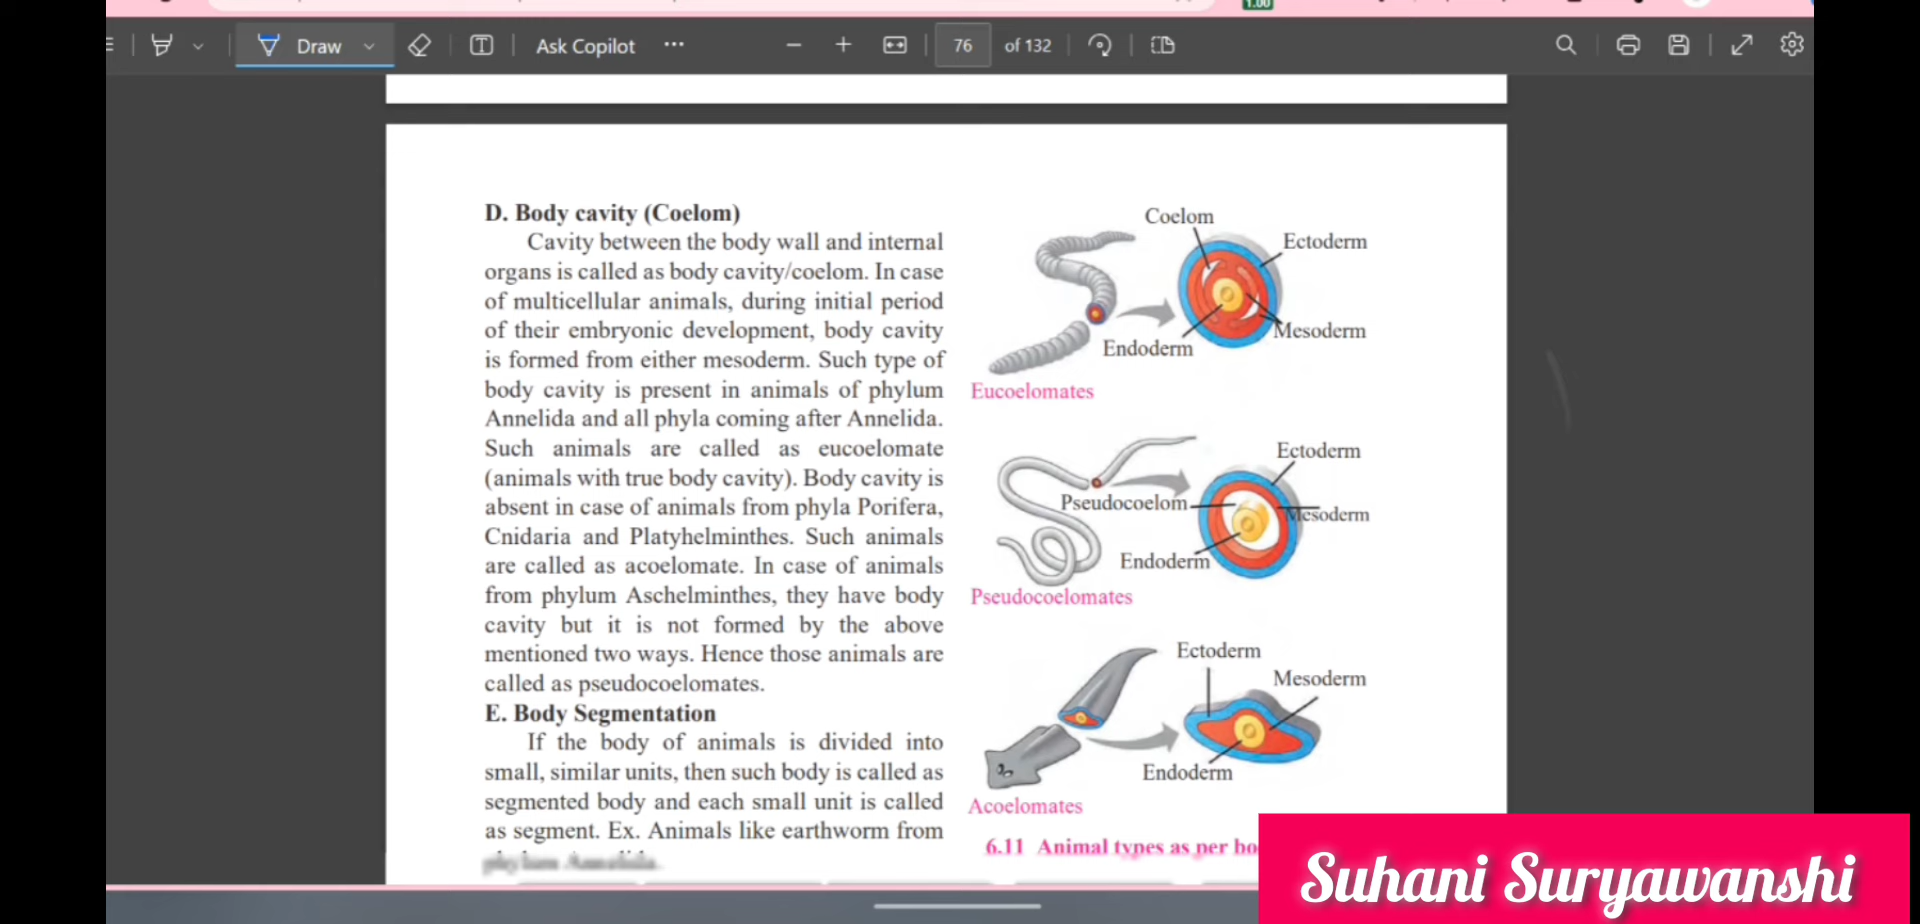 1.00
Draw
Ask Copilot
76 of 132
D. Body cavity (Coelom)
Cavity between the body wall and internal
organs is called as body cavity/coelom. In case
of multicellular animals, during initial period
of their embryonic development, body cavity
is formed from either mesoderm. Such type of
body cavity is present in animals of phylum
Annelida and all phyla coming after Annelida.
Such animals are called as eucoelomate
(animals with true body cavity). Body cavity is
absent in case of animals from phyla Porifera,
Cnidaria and Platyhelminthes. Such animals
are called as acoelomate. In case of animals
from phylum Aschelminthes, they have body
cavity but it is not formed by the above
mentioned two ways. Hence those animals are
called as pseudocoelomates.
E. Body Segmentation
If the body of animals is divided into
small, similar units, then such body is called as
segmented body and each small unit is called
as segment. Ex. Animals like earthworm from
phylum Annelida.
Coelom
Ectoderm
Mesoderm
Endoderm
Eucoelomates
Ectoderm
Pseudocoelom
Mesoderm
Endoderm
Pseudocoelomates
Ectoderm
Mesoderm
Endoderm
Acoelomates
6.11 Animal types as per bo
Suhani Suryawanshi